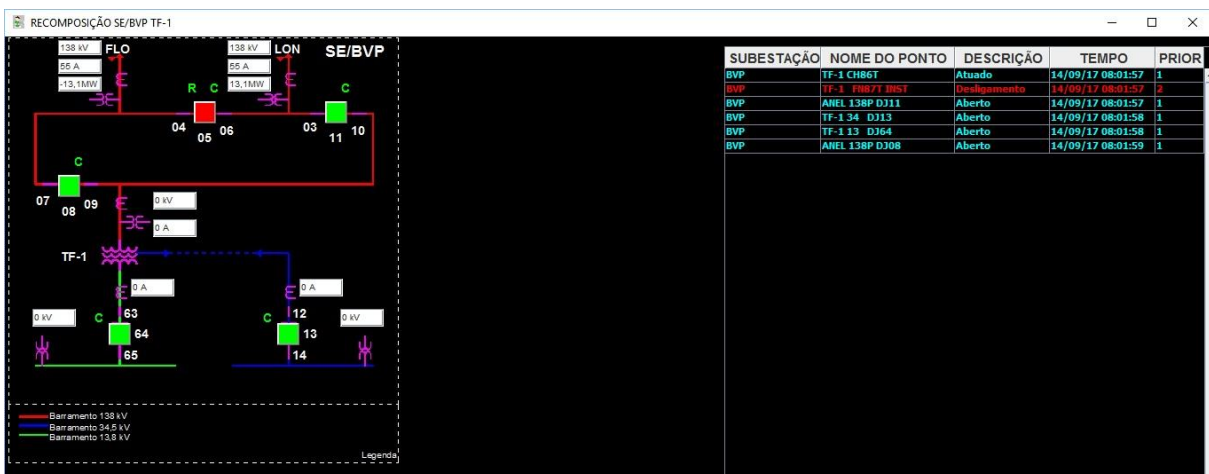 RECOMPOSIÇÃO SE/BVP TF-1
138 kV FLO 138 kV LON SE/BVP
55 A 55 A
-13,1MW 13,1MW
R C C
04 05 06 03 11 10
C
07 08 09
0 kV
0 A
TF-1
0 A 0 A
0 kV C 63 C 12 0 kV
64 13
65 14
Barramento 138 kV
Barramento 34,5 kV
Barramento 13,8 kV
Legenda
SUBESTAÇÃO NOME DO PONTO DESCRIÇÃO TEMPO PRIOR
BVP TF-1 CH86T Atuado 14/09/17 08:01:57 1
BVP TF-1 FN87T INST Desligamento 14/09/17 08:01:57 2
BVP ANEL 138P DJ11 Aberto 14/09/17 08:01:57 1
BVP TF-1 34 DJ13 Aberto 14/09/17 08:01:58 1
BVP TF-1 13 DJ64 Aberto 14/09/17 08:01:58 1
BVP ANEL 138P DJ08 Aberto 14/09/17 08:01:59 1